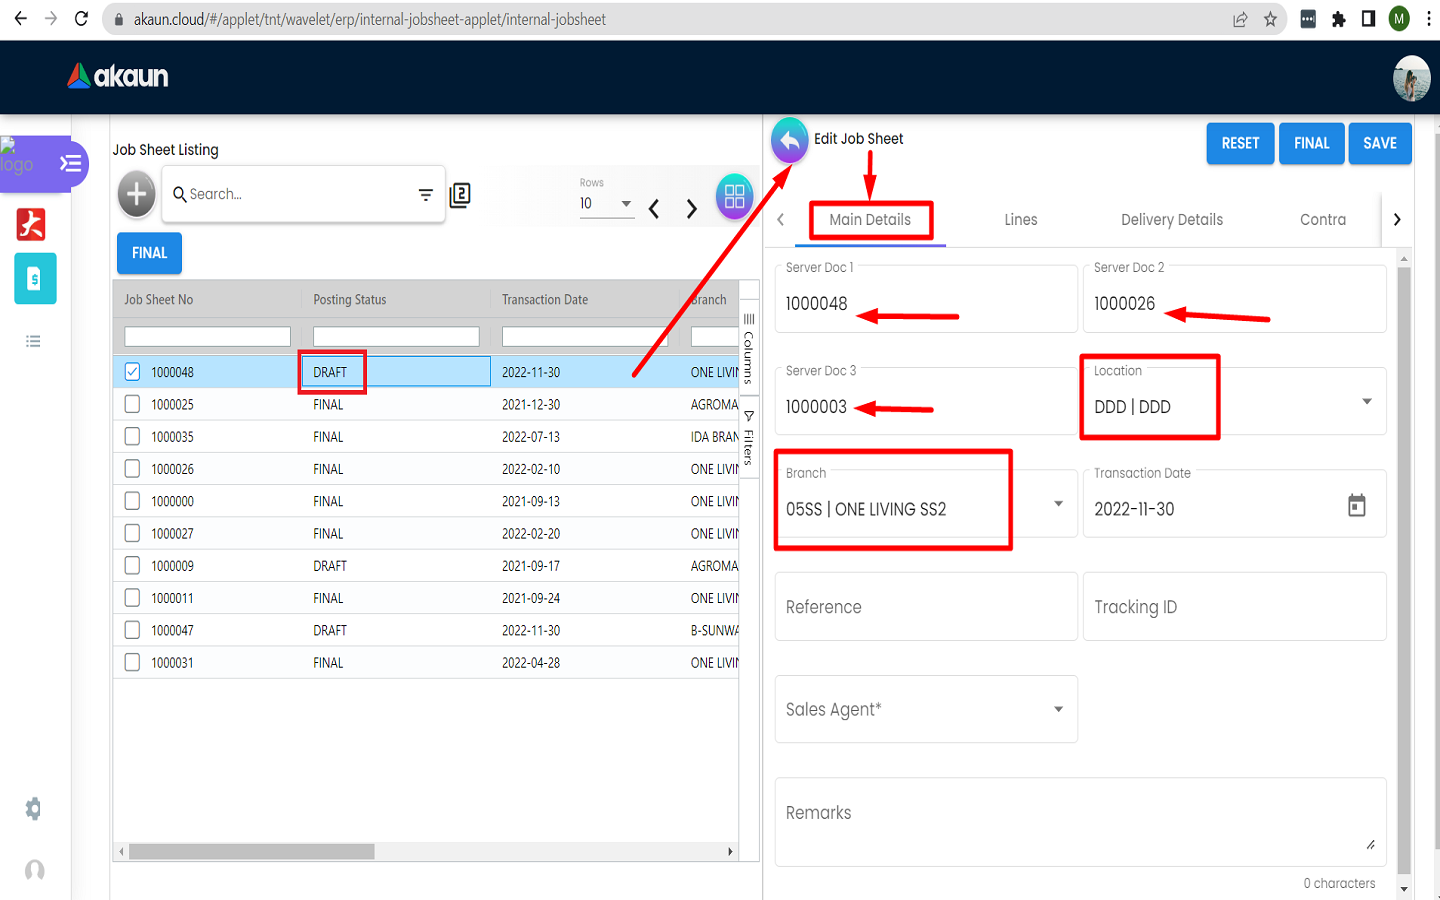 akaun.cloud/#/applet/tnt/wavelet/erp/internal-jobsheet-applet/internal-jobsheet
M
akaun
logo
Job Sheet Listing
Search...
2
Rows
10
FINAL
Job Sheet No Posting Status Transaction Date Branch
1000048 DRAFT 2022-11-30 ONE LIVIN
1000025 FINAL 2021-12-30 AGROMA
1000035 FINAL 2022-07-13 IDA BRAN
1000026 FINAL 2022-02-10 ONE LIVIN
1000000 FINAL 2021-09-13 ONE LIVIN
1000027 FINAL 2022-02-20 ONE LIVIN
1000009 DRAFT 2021-09-17 AGROMA
1000011 FINAL 2021-09-24 ONE LIVIN
1000047 DRAFT 2022-11-30 B-SUNWA
1000031 FINAL 2022-04-28 ONE LIVIN
Columns
Filters
Edit Job Sheet
RESET FINAL SAVE
Main Details Lines Delivery Details Contra
Server Doc 1
1000048
Server Doc 2
1000026
Server Doc 3
1000003
Location
DDD | DDD
Branch
05SS | ONE LIVING SS2
Transaction Date
2022-11-30
Reference
Tracking ID
Sales Agent*
Remarks
0 characters